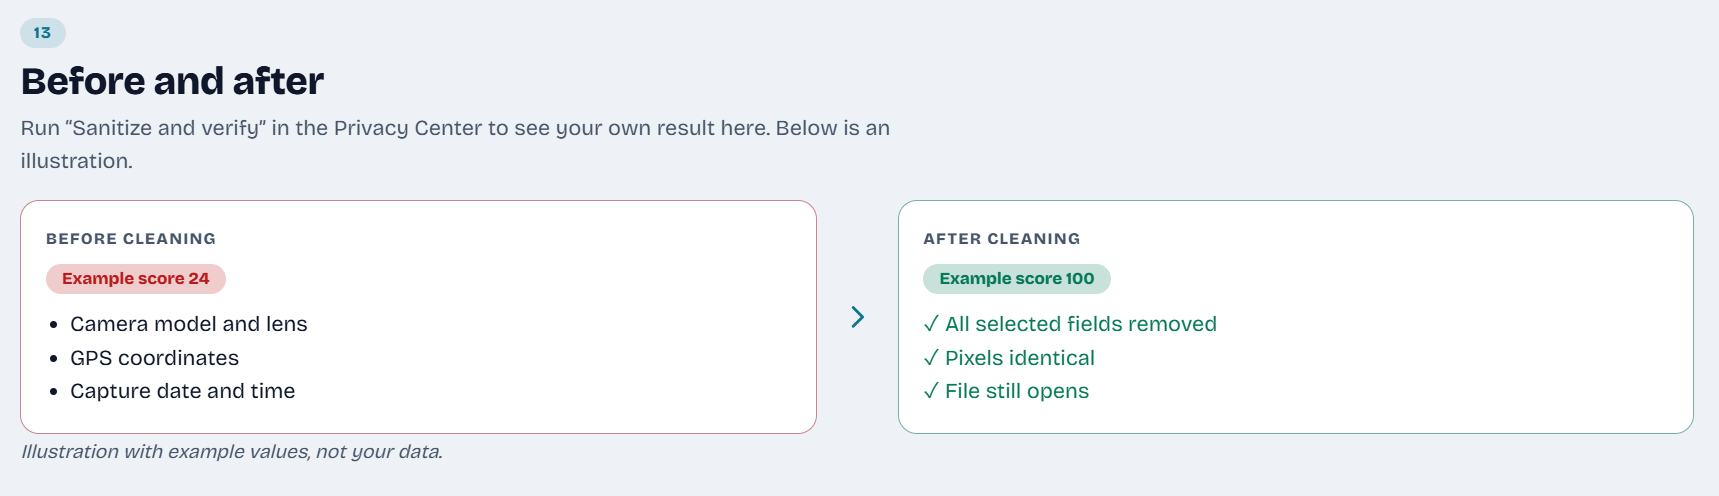 13
Before and after
Run “Sanitize and verify” in the Privacy Center to see your own result here. Below is an
illustration.
BEFORE CLEANING
Example score 24
• Camera model and lens
• GPS coordinates
• Capture date and time
AFTER CLEANING
Example score 100
✓ All selected fields removed
✓ Pixels identical
✓ File still opens
Illustration with example values, not your data.